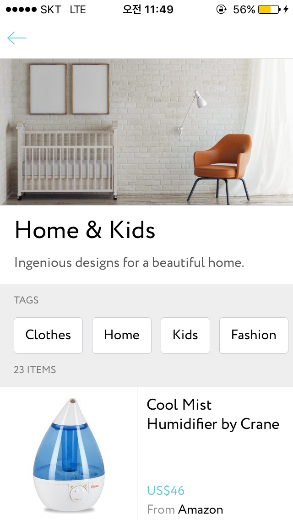 SKT LTE 오전 11:49 56%
Home & Kids
Ingenious designs for a beautiful home.
TAGS
Clothes Home Kids Fashion
23 ITEMS
Cool Mist
Humidifier by Crane
US$46
From Amazon